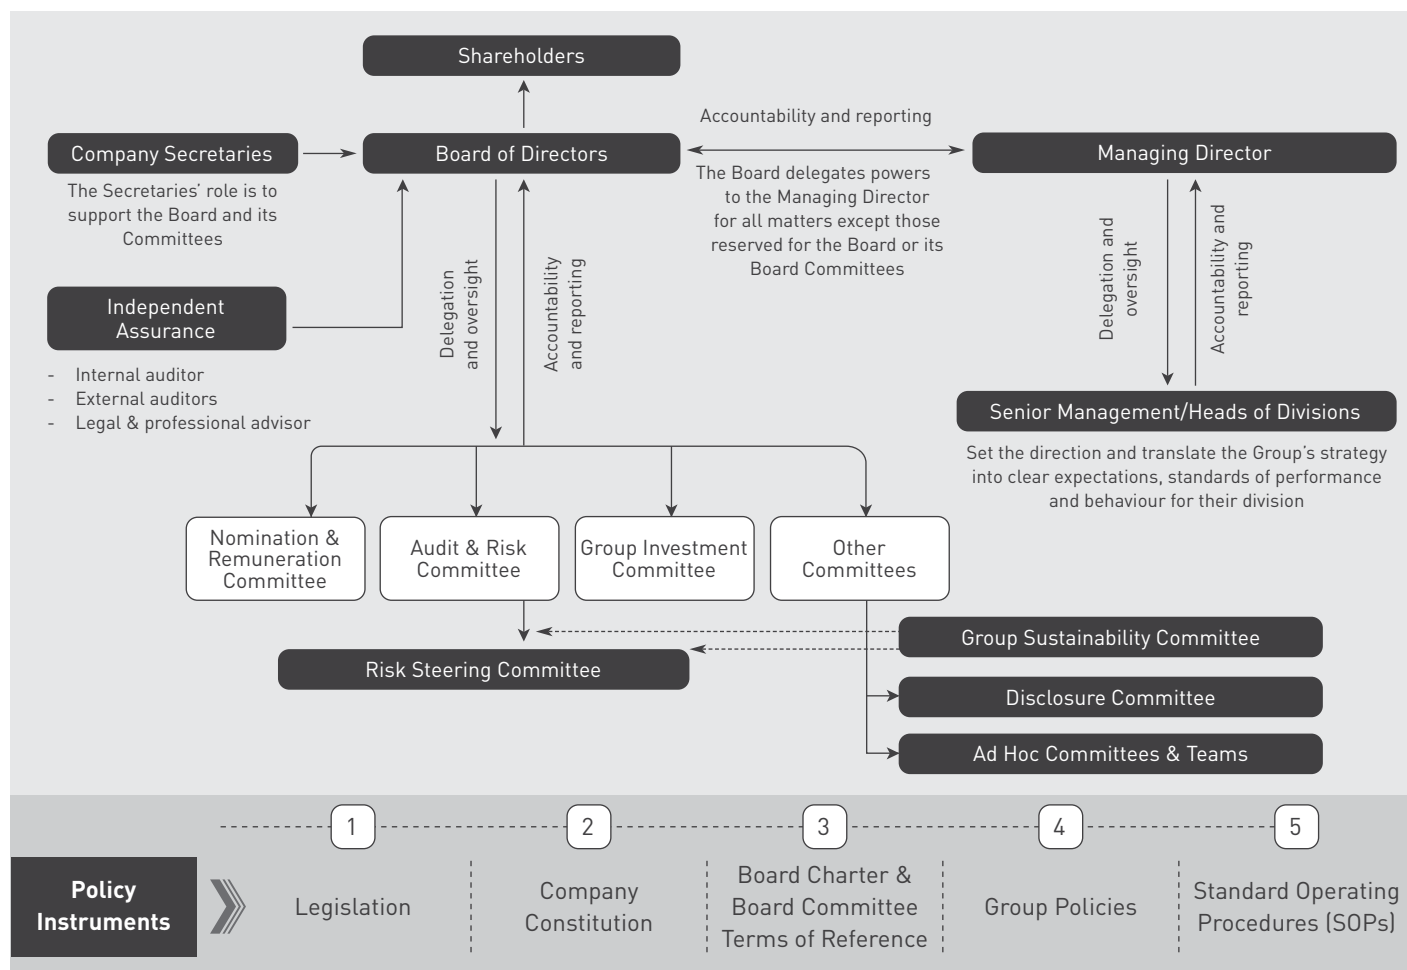 Shareholders
Accountability and reporting
Company Secretaries
Board of Directors
Managing Director
The Secretaries’ role is to
support the Board and its
Committees
The Board delegates powers
to the Managing Director
for all matters except those
reserved for the Board or its
Board Committees
Independent
Assurance
- Internal auditor
- External auditors
- Legal & professional advisor
Delegation
and oversight
Accountability
and reporting
Delegation and
oversight
Accountability and
reporting
Senior Management/Heads of Divisions
Set the direction and translate the Group’s strategy
into clear expectations, standards of performance
and behaviour for their division
Nomination &
Remuneration
Committee
Audit & Risk
Committee
Group Investment
Committee
Other
Committees
Group Sustainability Committee
Risk Steering Committee
Disclosure Committee
Ad Hoc Committees & Teams
Policy
Instruments
1
Legislation
2
Company
Constitution
3
Board Charter &
Board Committee
Terms of Reference
4
Group Policies
5
Standard Operating
Procedures (SOPs)